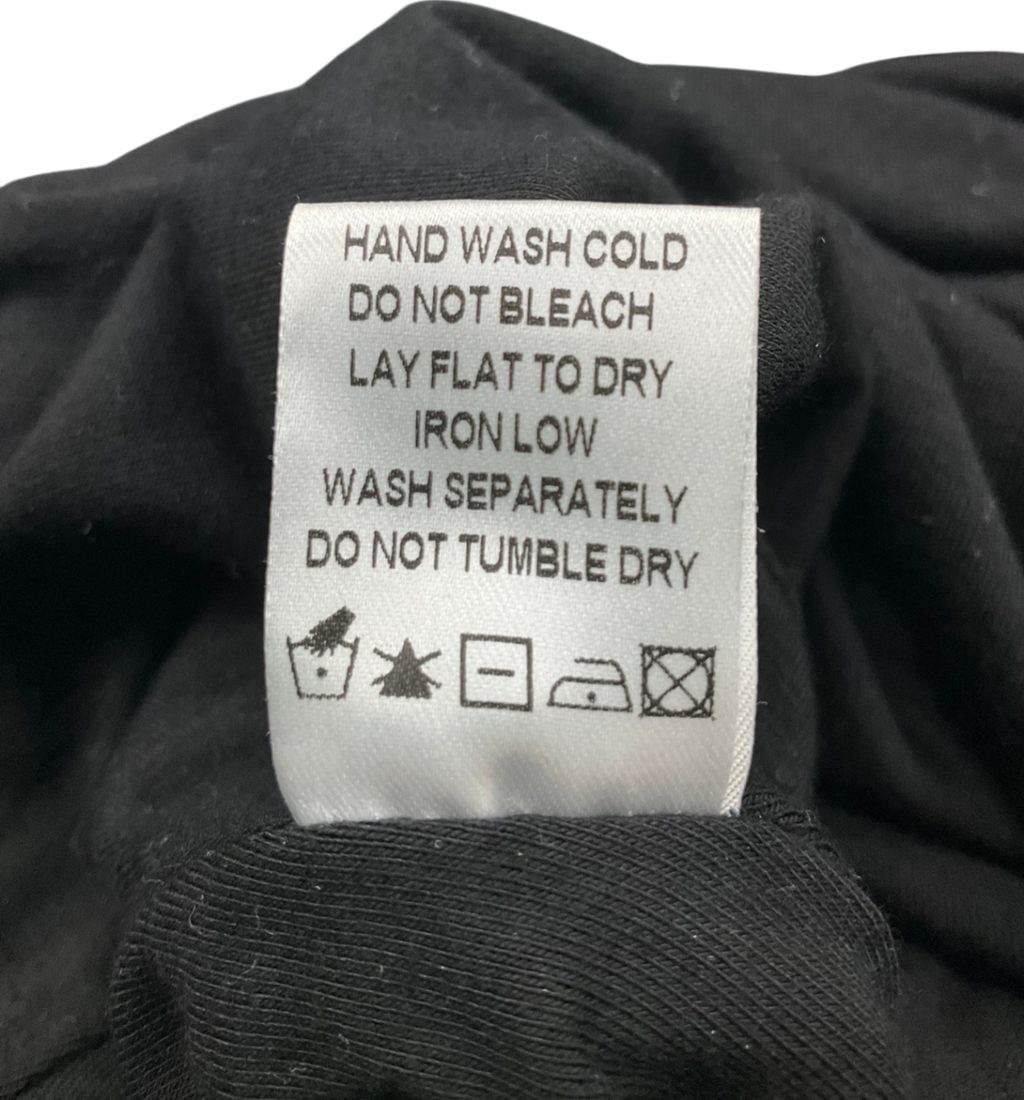 HAND WASH COLD
DO NOT BLEACH
LAY FLAT TO DRY
IRON LOW
WASH SEPARATELY
DO NOT TUMBLE DRY